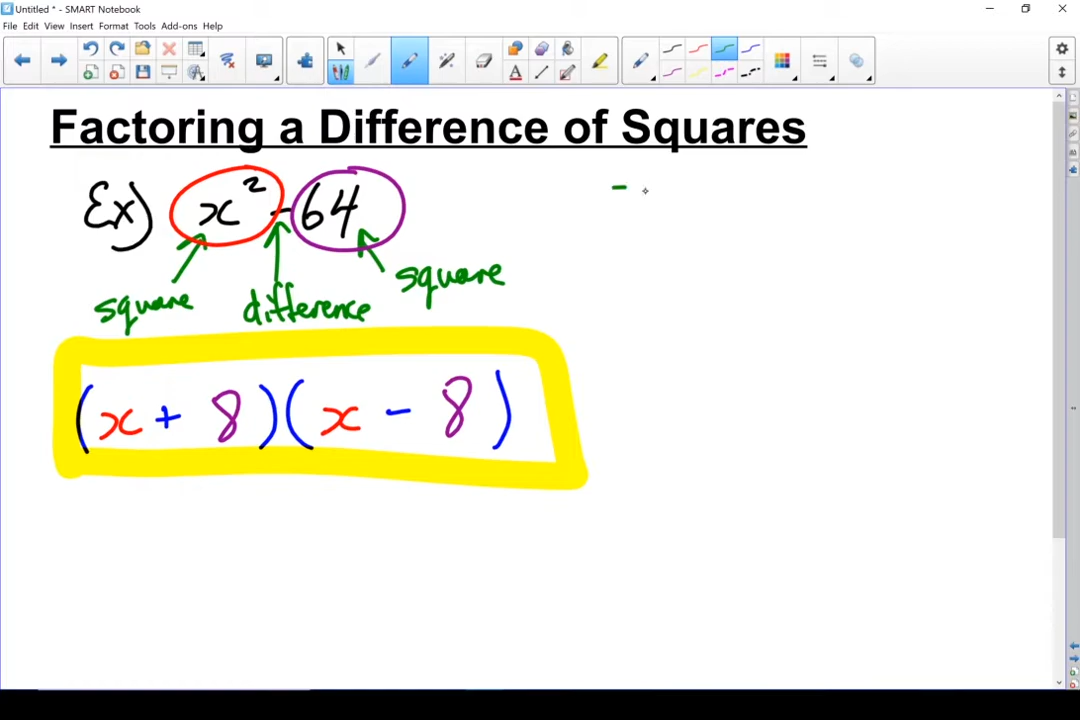 Untitled * - SMART Notebook
File Edit View Insert Format Tools Add-ons Help
Factoring a Difference of Squares
Ex) x² - 64 -
square difference square
(x + 8)(x - 8)